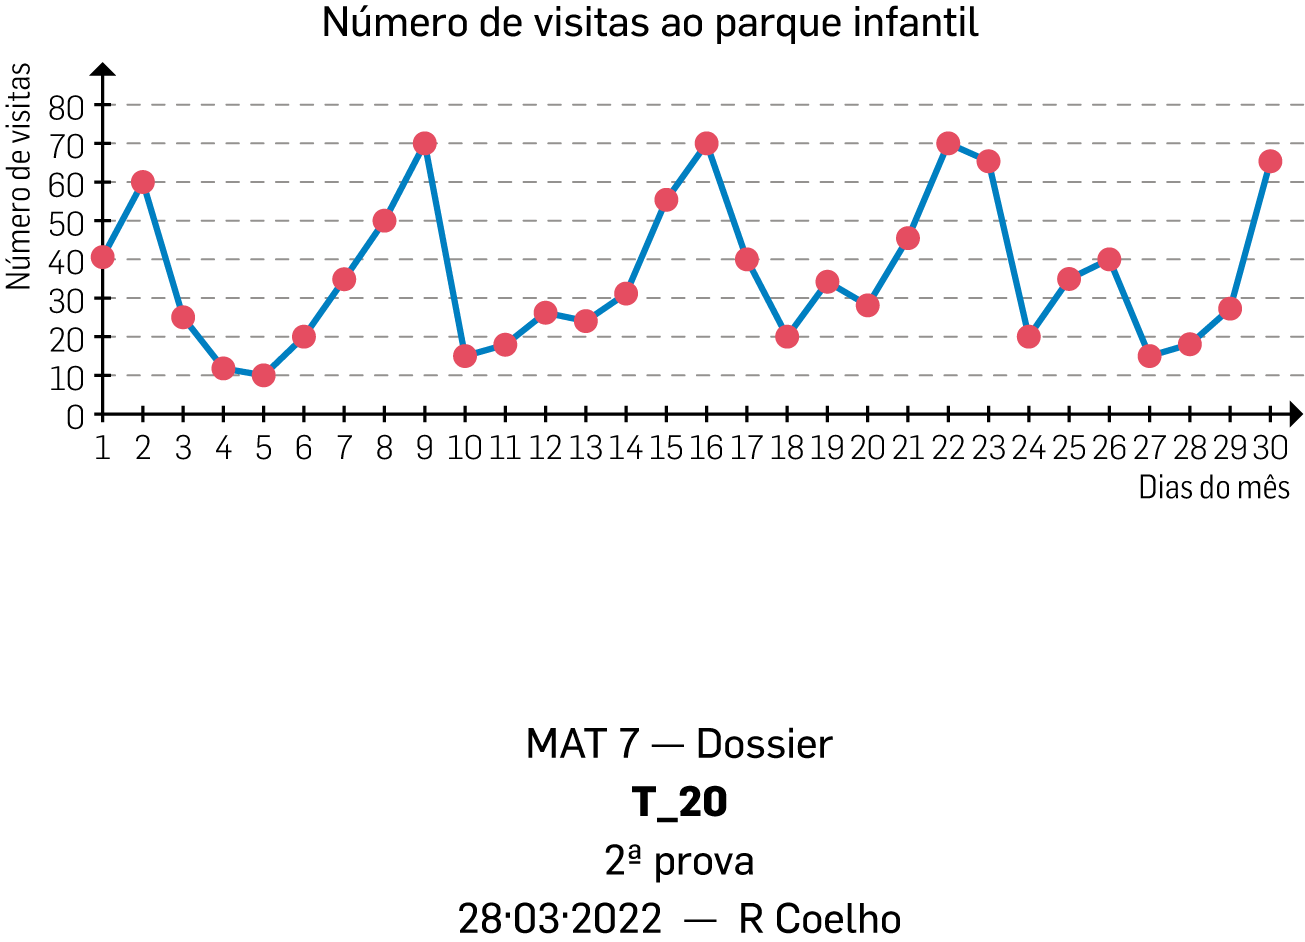 Número de visitas ao parque infantil
Número de visitas
80
70
60
50
40
30
20
10
0
1 2 3 4 5 6 7 8 9 10 11 12 13 14 15 16 17 18 19 20 21 22 23 24 25 26 27 28 29 30
Dias do mês
MAT 7 — Dossier
T_20
2ª prova
28·03·2022 — R Coelho